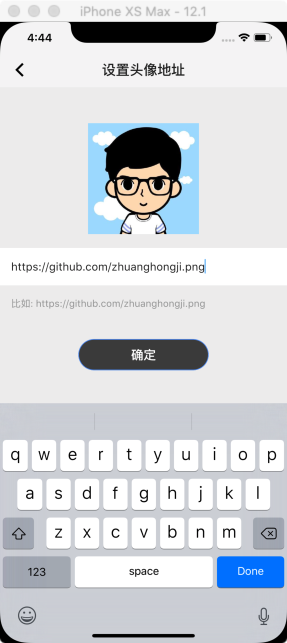 iPhone XS Max - 12.1
4:44
设置头像地址
https://github.com/zhuanghongji.png
比如: https://github.com/zhuanghongji.png
确定
q w e r t y u i o p
a s d f g h j k l
z x c v b n m
123 space Done